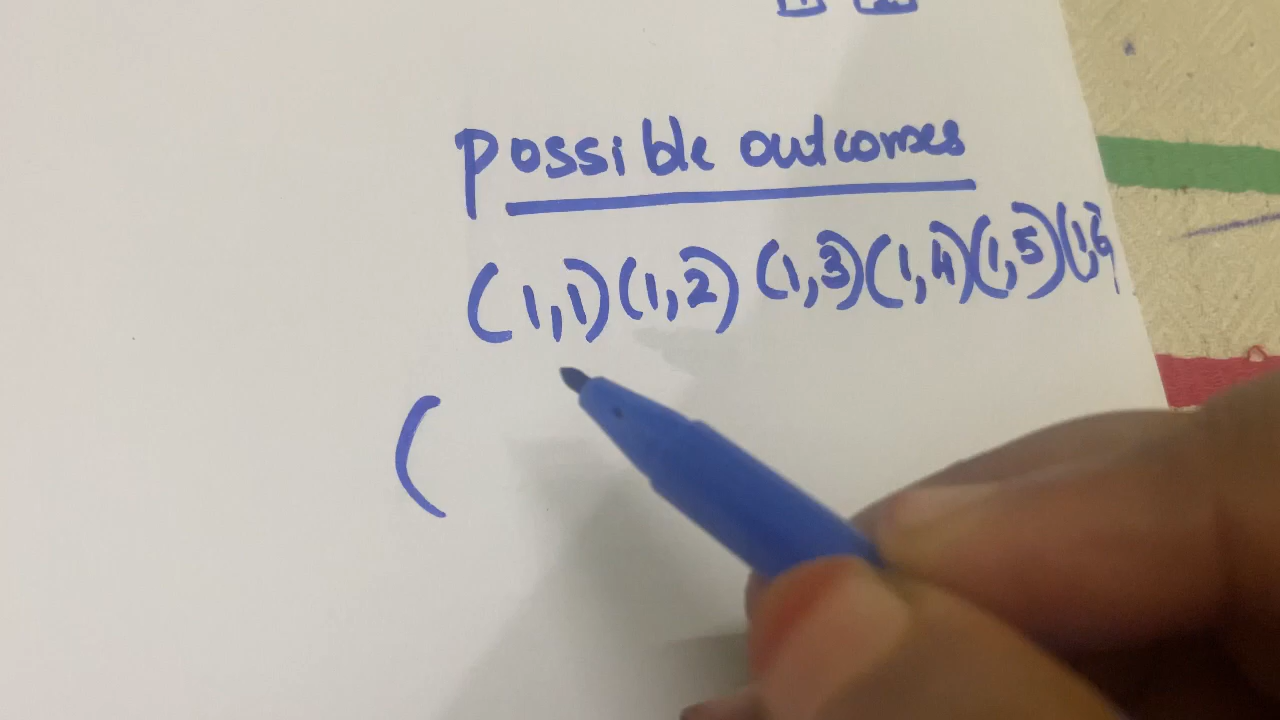 possible outcomes
(1,1) (1,2) (1,3) (1,4) (1,5) (1,6
(